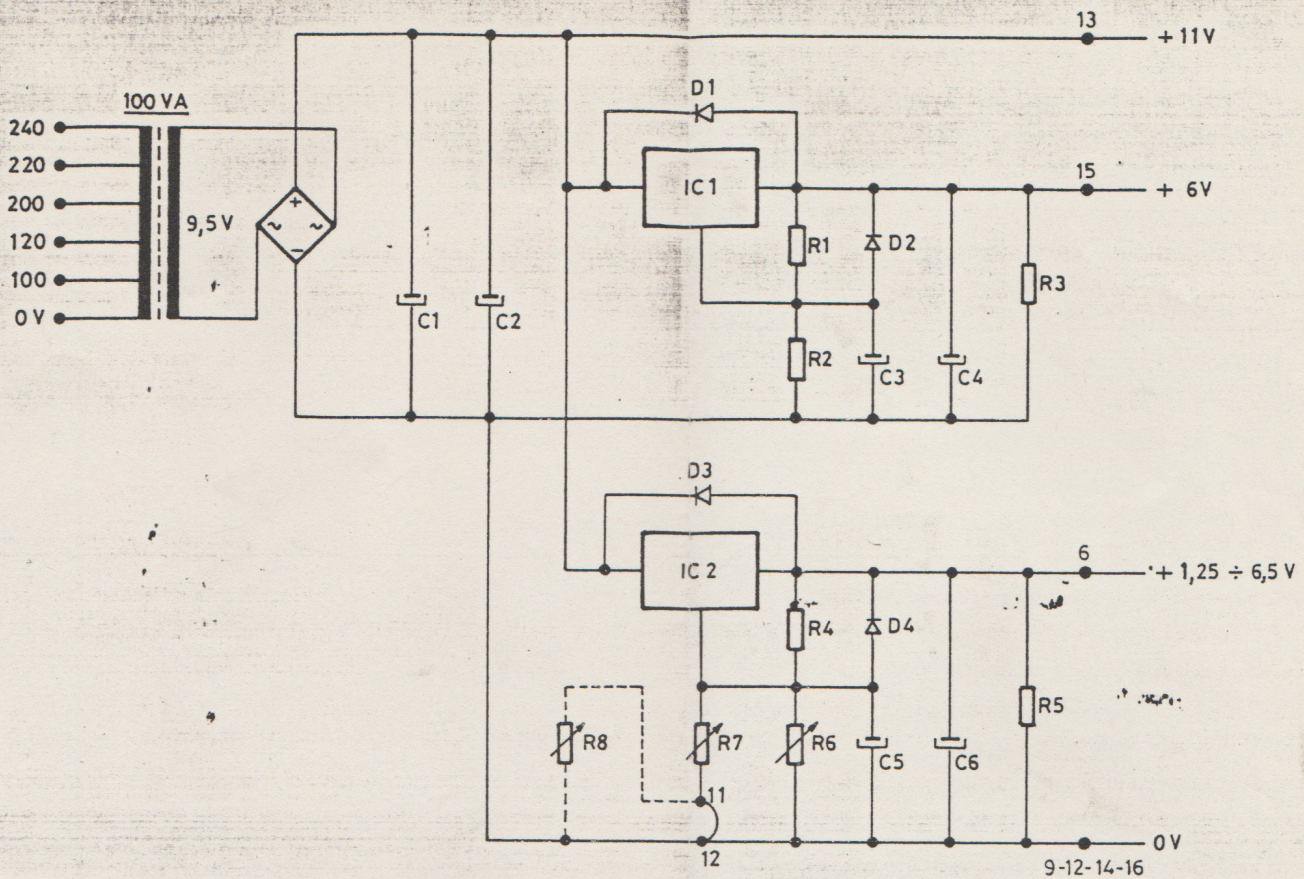 13
+ 11 V
100 VA
D1
240
220
200
120
100
0 V
9,5 V
+
~ ~
−
IC 1
15
+ 6V
R1
D2
R3
C1
C2
R2
C3
C4
D3
IC 2
6
+ 1,25 ÷ 6,5 V
R4
D4
R5
R8
R7
R6
C5
C6
11
12
0 V
9-12-14-16